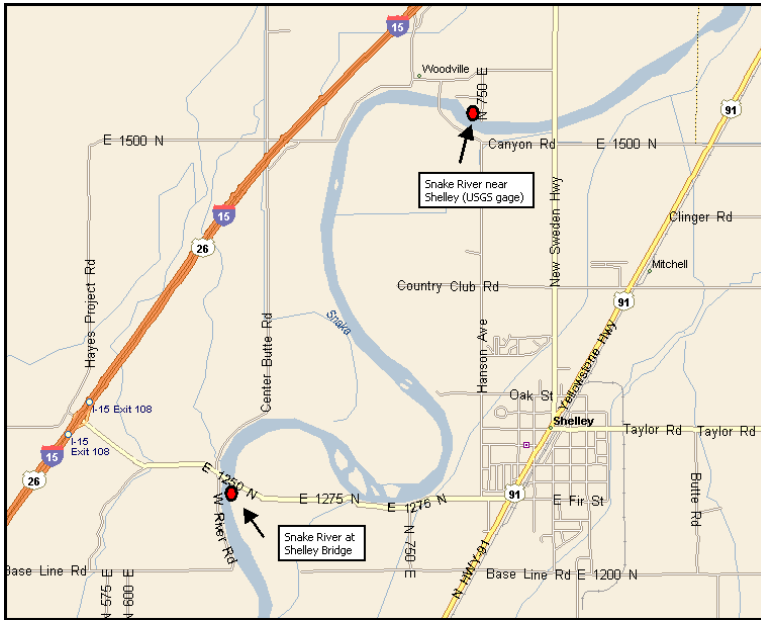 15
Woodville
N 750 E
91
E 1500 N
Canyon Rd
E 1500 N
Snake River near
Shelley (USGS gage)
15
26
Clinger Rd
New Sweden Hwy
Mitchell
Hayes Project Rd
Country Club Rd
91
Snake
Center Butte Rd
Hanson Ave
Yellowstone Hwy
Oak St
I-15 Exit 108
Shelley
Taylor Rd
Taylor Rd
I-15
Exit 108
15
26
E 1250 N
E 1275 N
E 1275 N
91
E Fir St
Butte Rd
W River Rd
Snake River at
Shelley Bridge
N 750 E
N HWY-91
Base Line Rd
Base Line Rd
E 1200 N
N 575 E
N 600 E